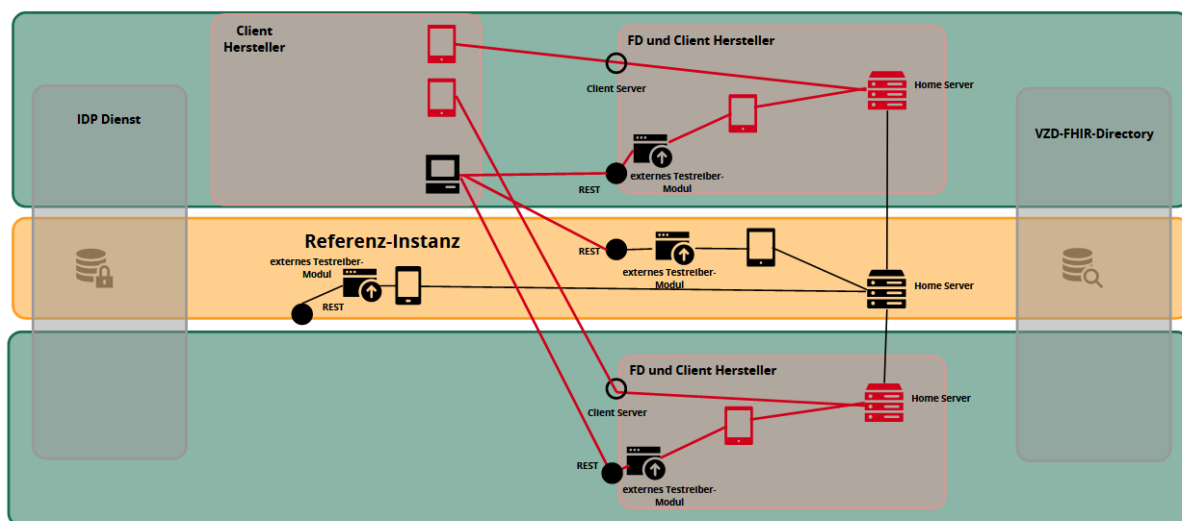 Client
Hersteller
FD und Client Hersteller
Client Server
Home Server
IDP Dienst
VZD-FHIR-Directory
REST
externes Testreiber-
Modul
Referenz-Instanz
externes Testreiber-
Modul
REST
REST
externes Testreiber-
Modul
Home Server
FD und Client Hersteller
Client Server
Home Server
REST
externes Testreiber-
Modul